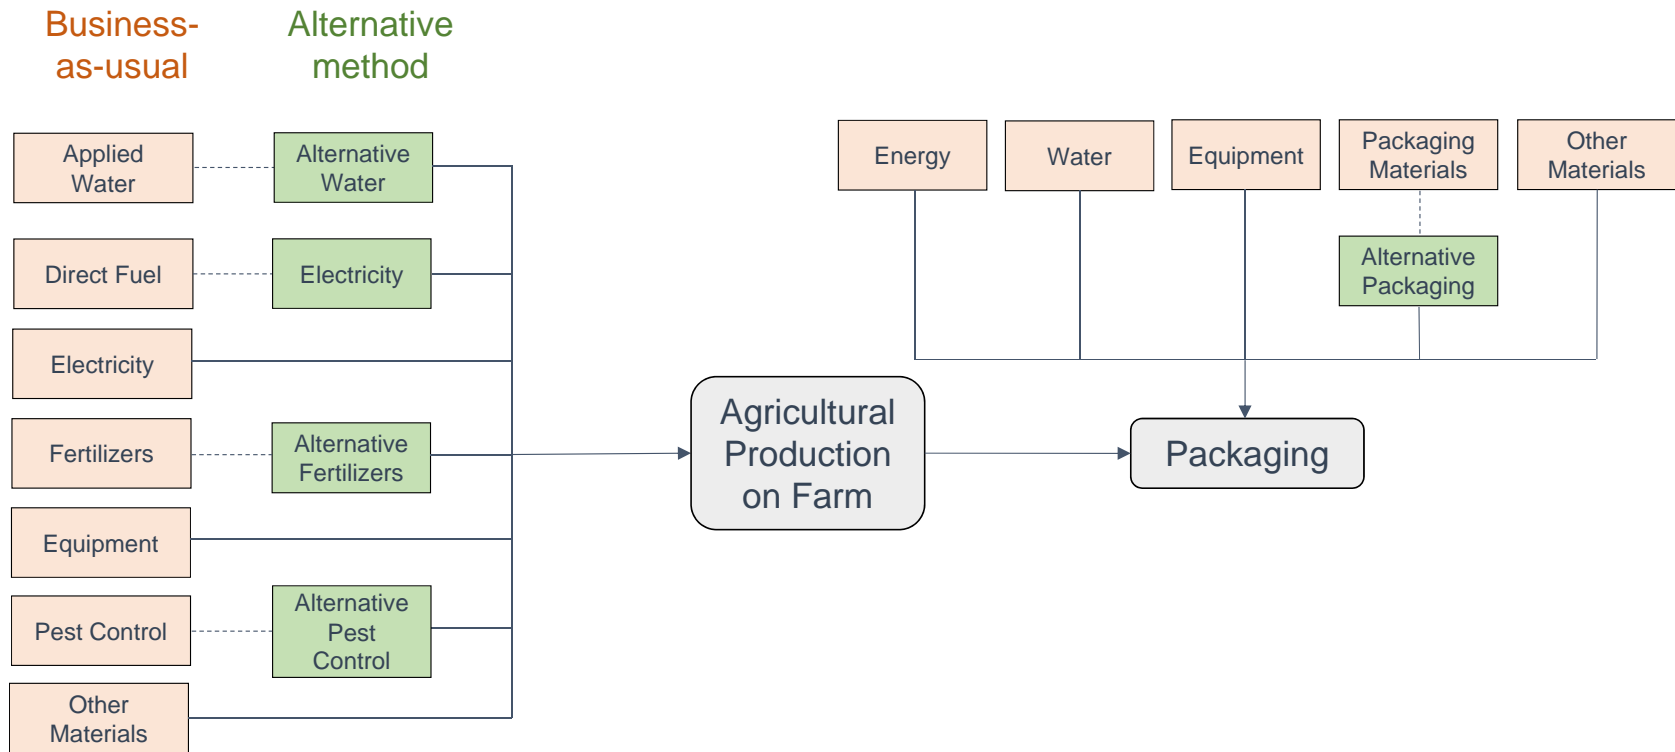 Business-
as-usual
Alternative
method
Applied
Water
Alternative
Water
Direct Fuel
Electricity
Electricity
Fertilizers
Alternative
Fertilizers
Equipment
Pest Control
Alternative
Pest
Control
Other
Materials
Agricultural
Production
on Farm
Energy
Water
Equipment
Packaging
Materials
Other
Materials
Alternative
Packaging
Packaging